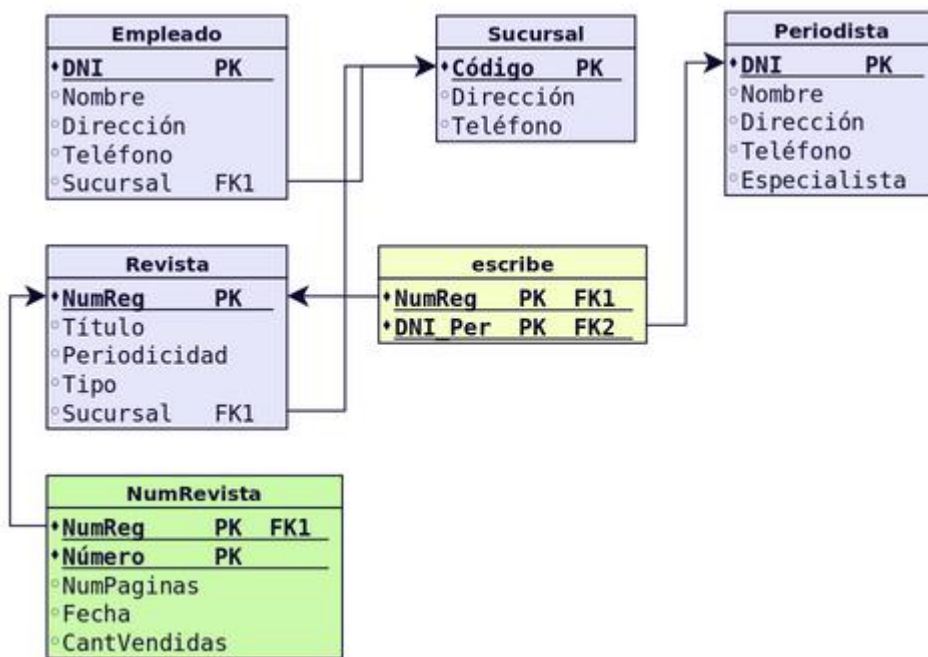 Empleado
DNI PK
Nombre
Dirección
Teléfono
Sucursal FK1
Sucursal
Código PK
Dirección
Teléfono
Periodista
DNI PK
Nombre
Dirección
Teléfono
Especialista
Revista
NumReg PK
Título
Periodicidad
Tipo
Sucursal FK1
escribe
NumReg PK FK1
DNI_Per PK FK2
NumRevista
NumReg PK FK1
Número PK
NumPaginas
Fecha
CantVendidas